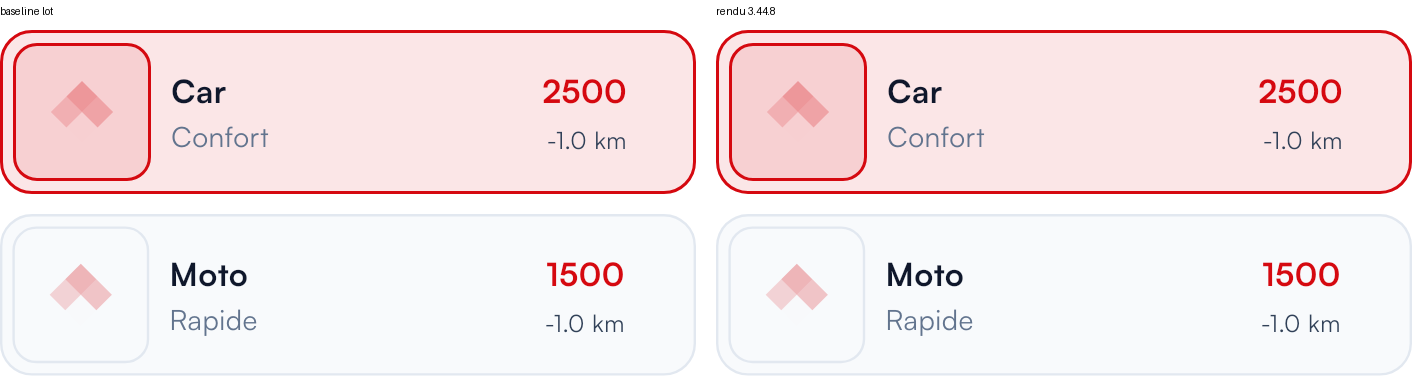 baseline lot
rendu 3.44.8
Car
2500
Confort
-1.0 km
Moto
1500
Rapide
-1.0 km
Car
2500
Confort
-1.0 km
Moto
1500
Rapide
-1.0 km